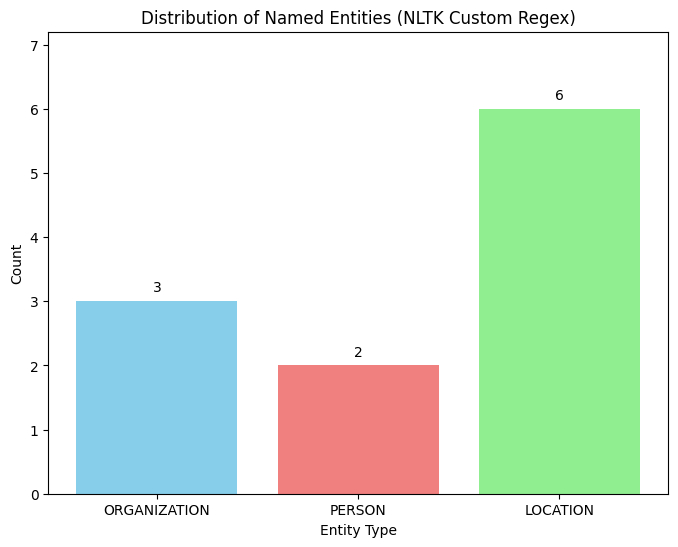 Distribution of Named Entities (NLTK Custom Regex)
7
6
5
4
3
2
1
0
Count
3
2
6
ORGANIZATION
PERSON
LOCATION
Entity Type